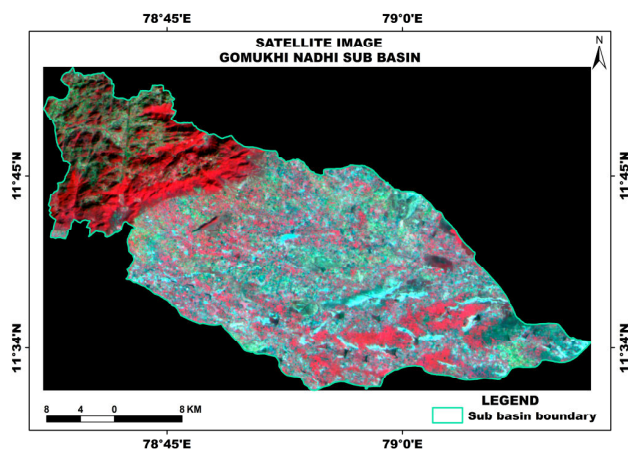 78°45'E 79°0'E
SATELLITE IMAGE
GOMUKHI NADHI SUB BASIN
N
11°45'N 11°45'N
11°34'N 11°34'N
8 4 0 8 KM
LEGEND
Sub basin boundary
78°45'E 79°0'E